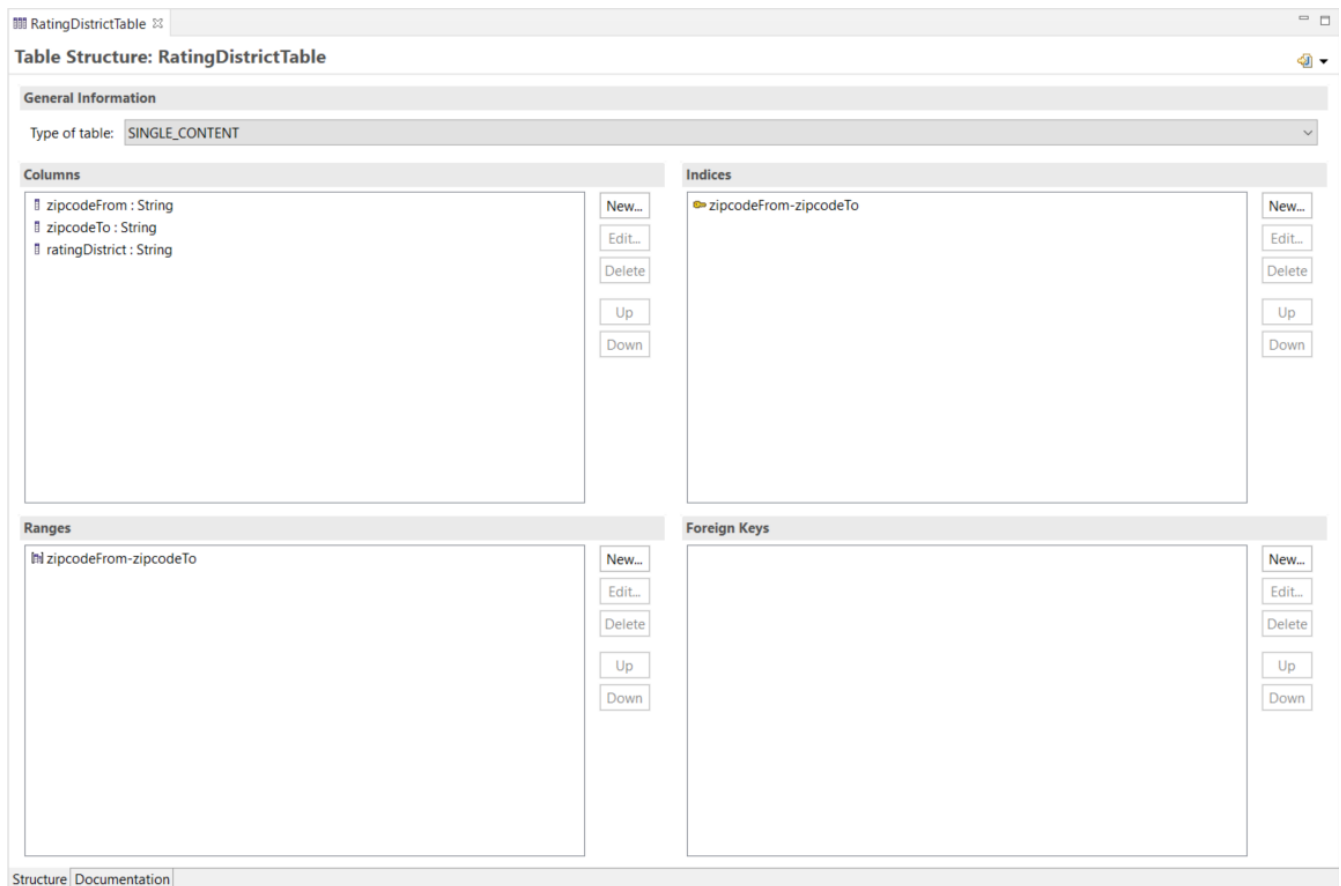 RatingDistrictTable
Table Structure: RatingDistrictTable
General Information
Type of table: SINGLE_CONTENT
Columns
zipcodeFrom : String
zipcodeTo : String
ratingDistrict : String
New...
Edit...
Delete
Up
Down
Indices
zipcodeFrom-zipcodeTo
New...
Edit...
Delete
Up
Down
Ranges
zipcodeFrom-zipcodeTo
New...
Edit...
Delete
Up
Down
Foreign Keys
New...
Edit...
Delete
Up
Down
Structure Documentation